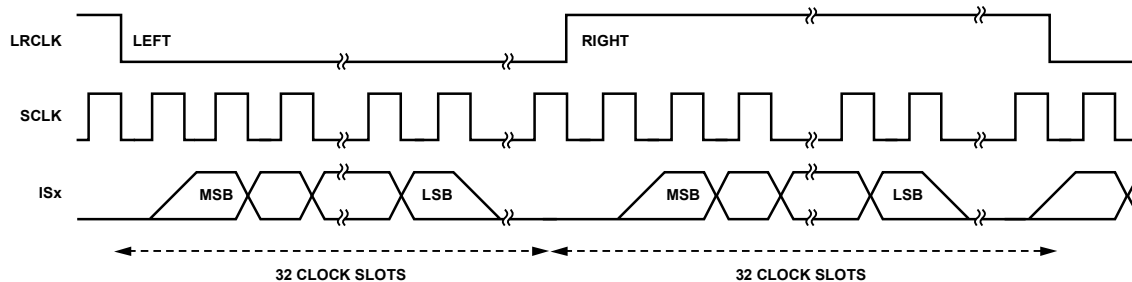 LRCLK LEFT RIGHT
SCLK
ISx MSB LSB MSB LSB
32 CLOCK SLOTS 32 CLOCK SLOTS